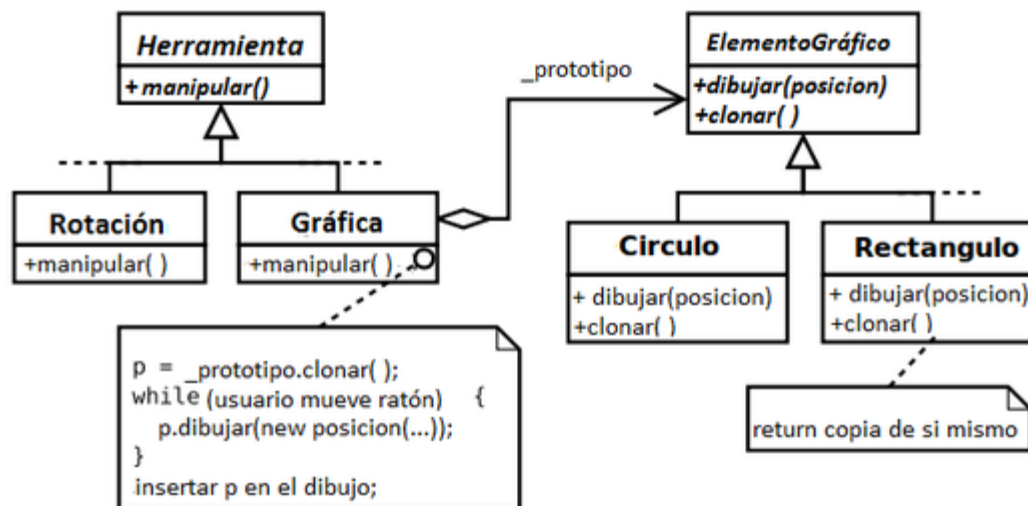 Herramienta
+ manipular()
_prototipo
ElementoGráfico
+dibujar(posicion)
+clonar( )
Rotación
+manipular( )
Gráfica
+manipular( )
Circulo
+ dibujar(posicion)
+clonar( )
Rectangulo
+ dibujar(posicion)
+clonar( )
p = _prototipo.clonar( );
while (usuario mueve ratón) {
p.dibujar(new posicion(...));
}
insertar p en el dibujo;
return copia de si mismo